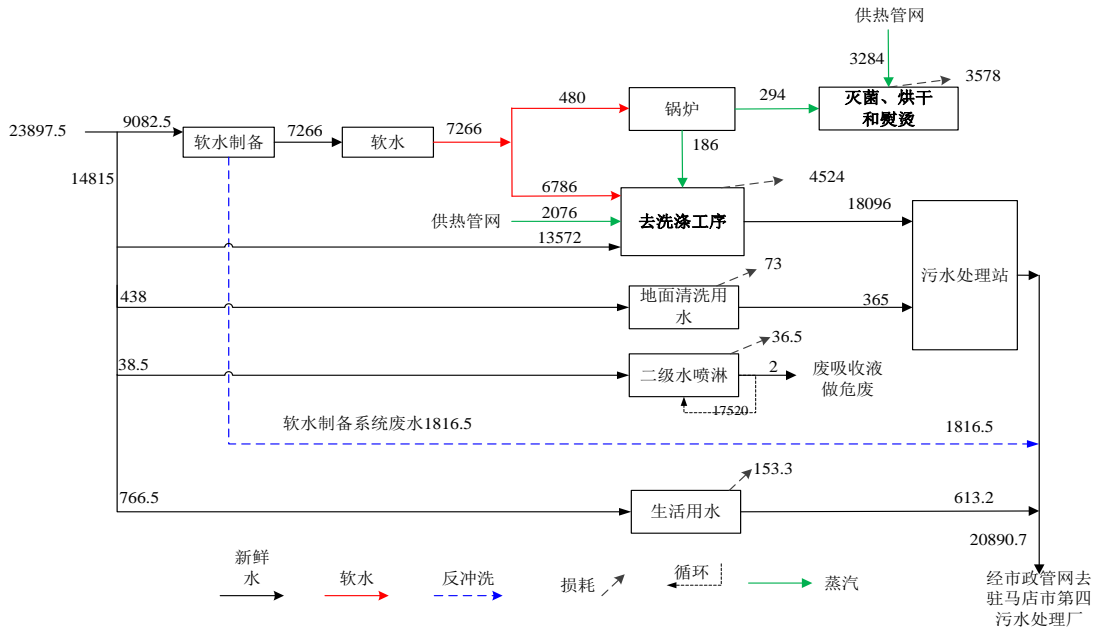 供热管网
3284
3578
480
锅炉
294
灭菌、烘干
和熨烫
23897.5
9082.5
软水制备
7266
软水
7266
186
14815
6786
4524
供热管网
2076
去洗涤工序
18096
13572
污水处理站
73
438
地面清洗用
水
365
36.5
38.5
二级水喷淋
2
废吸收液
做危废
17520
软水制备系统废水1816.5
1816.5
153.3
766.5
生活用水
613.2
20890.7
新鲜
水
软水
反冲洗
损耗
循环
蒸汽
经市政管网去
驻马店市第四
污水处理厂